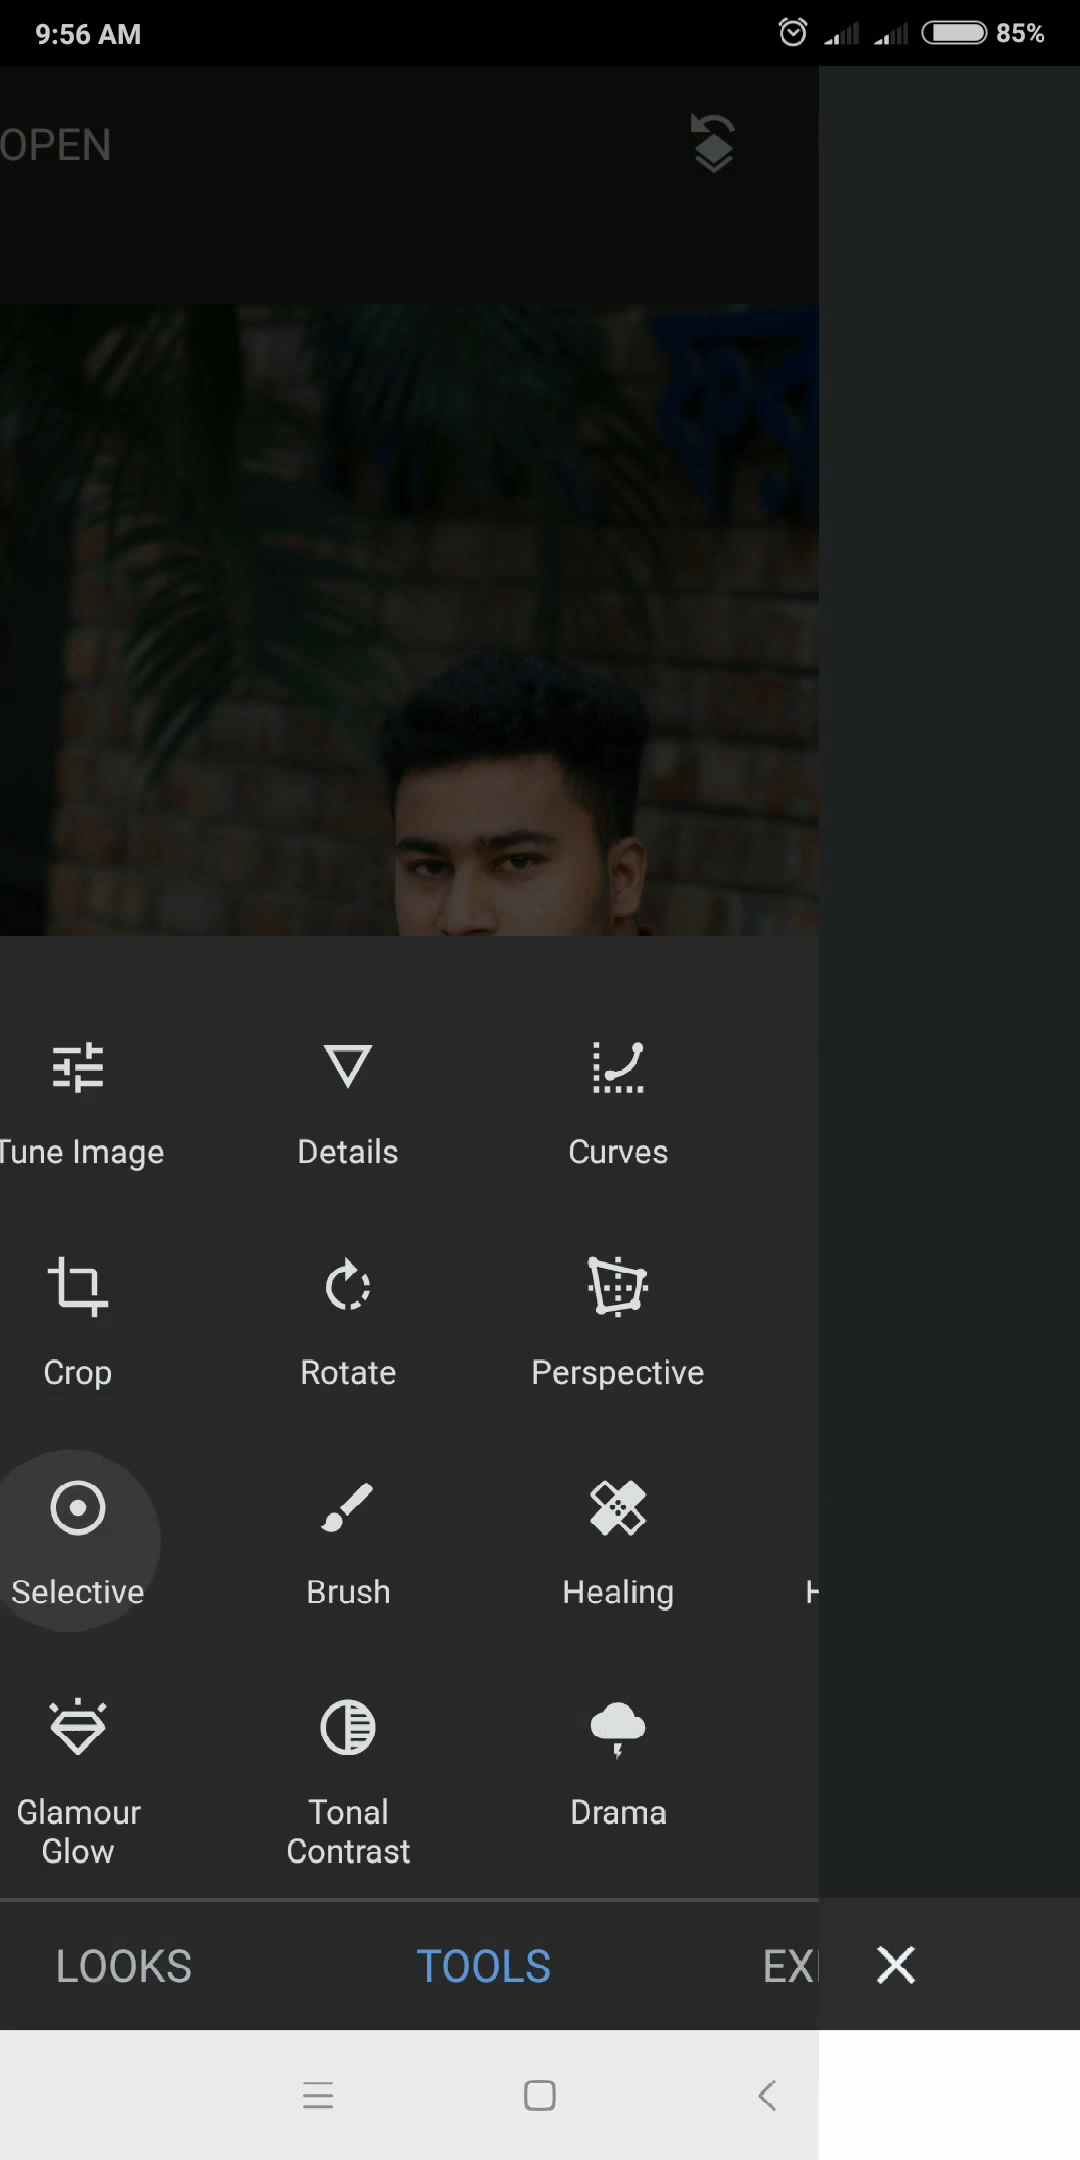 9:56 AM
85%
OPEN
Tune Image
Details
Curves
Crop
Rotate
Perspective
Selective
Brush
Healing
H
Glamour
Glow
Tonal
Contrast
Drama
LOOKS
TOOLS
EX